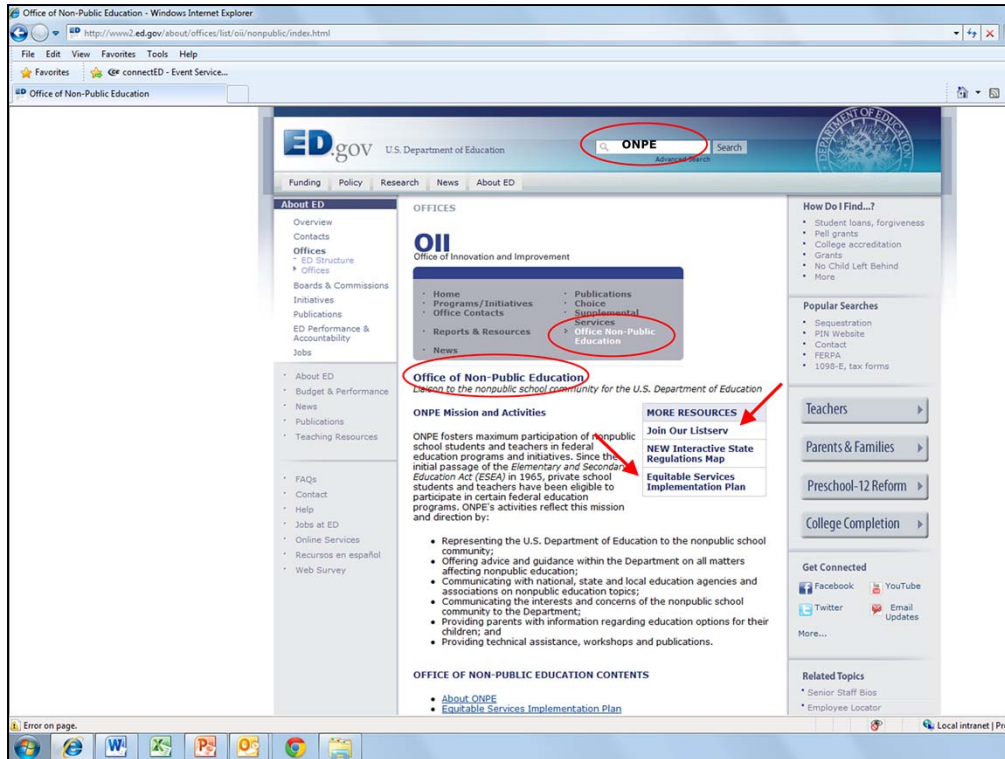 Office of Non-Public Education - Windows Internet Explorer
http://www2.ed.gov/about/offices/list/oii/nonpublic/index.html
File Edit View Favorites Tools Help
Favorites connectED - Event Service...
Office of Non-Public Education
ED.gov U.S. Department of Education
ONPE Search
Advanced Search
Funding Policy Research News About ED
About ED
Overview
Contacts
Offices
ED Structure
Offices
Boards & Commissions
Initiatives
Publications
ED Performance &
Accountability
Jobs
About ED
Budget & Performance
News
Publications
Teaching Resources
FAQs
Contact
Help
Jobs at ED
Online Services
Recursos en español
Web Survey
OFFICES
OII
Office of Innovation and Improvement
Home
Programs/Initiatives
Office Contacts
Reports & Resources
News
Publications
Choice
Supplemental
Services
Office Non-Public
Education
Office of Non-Public Education
Liaison to the nonpublic school community for the U.S. Department of Education
ONPE Mission and Activities
ONPE fosters maximum participation of nonpublic
school students and teachers in federal
education programs and initiatives. Since the
initial passage of the Elementary and Secondary
Education Act (ESEA) in 1965, private school
students and teachers have been eligible to
participate in certain federal education
programs. ONPE's activities reflect this mission
and direction by:
MORE RESOURCES
Join Our Listserv
NEW Interactive State
Regulations Map
Equitable Services
Implementation Plan
Representing the U.S. Department of Education to the nonpublic school
community;
Offering advice and guidance within the Department on all matters
affecting nonpublic education;
Communicating with national, state and local education agencies and
associations on nonpublic education topics;
Communicating the interests and concerns of the nonpublic school
community to the Department;
Providing parents with information regarding education options for their
children; and
Providing technical assistance, workshops and publications.
OFFICE OF NON-PUBLIC EDUCATION CONTENTS
About ONPE
Equitable Services Implementation Plan
How Do I Find...?
Student loans, forgiveness
Pell grants
College accreditation
Grants
No Child Left Behind
More
Popular Searches
Sequestration
PIN Website
Contact
FERPA
1098-E, tax forms
Teachers
Parents & Families
Preschool-12 Reform
College Completion
Get Connected
Facebook YouTube
Twitter Email
Updates
More...
Related Topics
Senior Staff Bios
Employee Locator
Error on page.
Local intranet | Pr